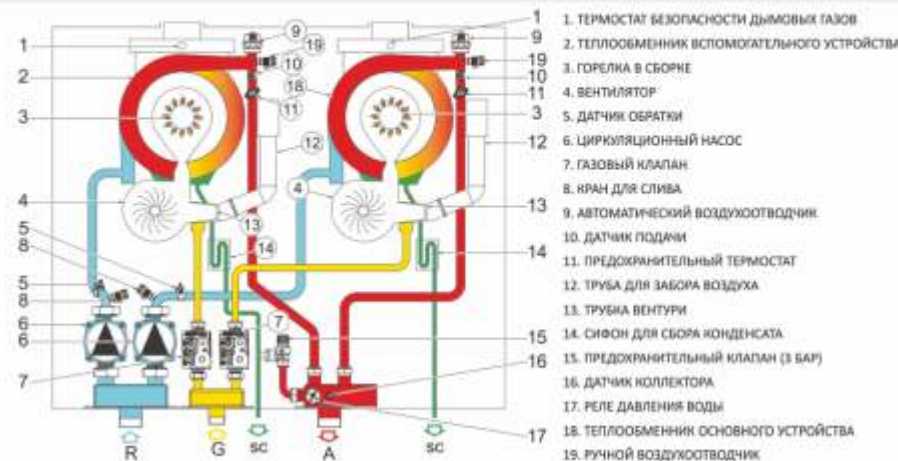 1. ТЕРМОСТАТ БЕЗОПАСНОСТИ ДЫМОВЫХ ГАЗОВ
2. ТЕПЛООБМЕННИК ВСПОМОГАТЕЛЬНОГО УСТРОЙСТВА
3. ГОРЕЛКА В СБОРКЕ
4. ВЕНТИЛЯТОР
5. ДАТЧИК ОБРАТКИ
6. ЦИРКУЛЯЦИОННЫЙ НАСОС
7. ГАЗОВЫЙ КЛАПАН
8. КРАН ДЛЯ СЛИВА
9. АВТОМАТИЧЕСКИЙ ВОЗДУХООТВОДЧИК
10. ДАТЧИК ПОДАЧИ
11. ПРЕДОХРАНИТЕЛЬНЫЙ ТЕРМОСТАТ
12. ТРУБА ДЛЯ ЗАБОРА ВОЗДУХА
13. ТРУБКА ВЕНТУРИ
14. СИФОН ДЛЯ СБОРА КОНДЕНСАТА
15. ПРЕДОХРАНИТЕЛЬНЫЙ КЛАПАН (3 БАР)
16. ДАТЧИК КОЛЛЕКТОРА
17. РЕЛЕ ДАВЛЕНИЯ ВОДЫ
18. ТЕПЛООБМЕННИК ОСНОВНОГО УСТРОЙСТВА
19. РУЧНОЙ ВОЗДУХООТВОДЧИК
1
2
3
4
5
8
5
8
6
6
7
9
19
10
18
11
12
4
13
14
7
1
9
19
10
11
3
12
13
14
15
16
17
R
G
SC
A
SC